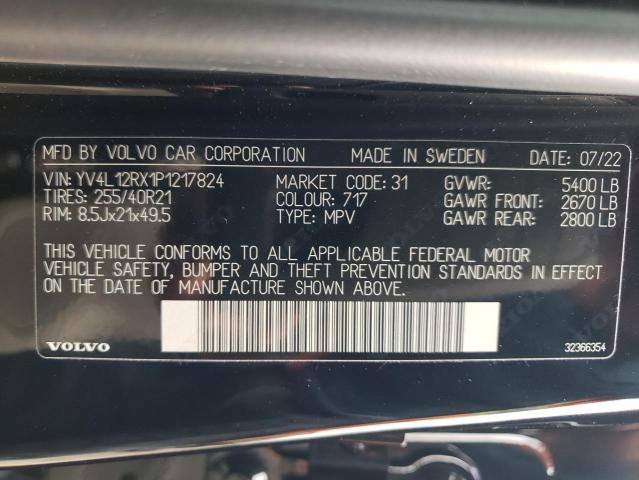 MFD BY VOLVO CAR CORPORATION MADE IN SWEDEN DATE: 07/22
VIN: YV4L12RX1P1217824 MARKET CODE: 31 GVWR: 5400 LB
TIRES: 255/40R21 COLOUR: 717 GAWR FRONT: 2670 LB
RIM: 8.5Jx21x49.5 TYPE: MPV GAWR REAR: 2800 LB
THIS VEHICLE CONFORMS TO ALL APPLICABLE FEDERAL MOTOR
VEHICLE SAFETY, BUMPER AND THEFT PREVENTION STANDARDS IN EFFECT
ON THE DATE OF MANUFACTURE SHOWN ABOVE.
VOLVO 32366354